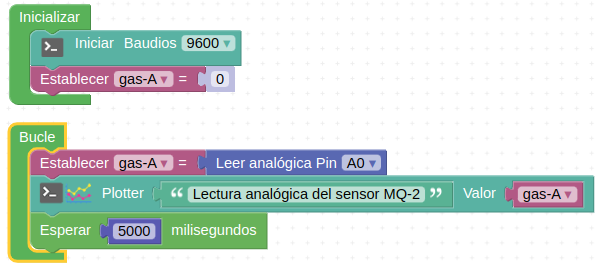 Inicializar
Iniciar Baudios 9600
Establecer gas-A = 0
Bucle
Establecer gas-A = Leer analógica Pin A0
Plotter “ Lectura analógica del sensor MQ-2 ” Valor gas-A
Esperar 5000 milisegundos